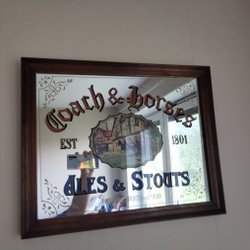 Coach & Horses
EST 1801
ALES & STOUTS